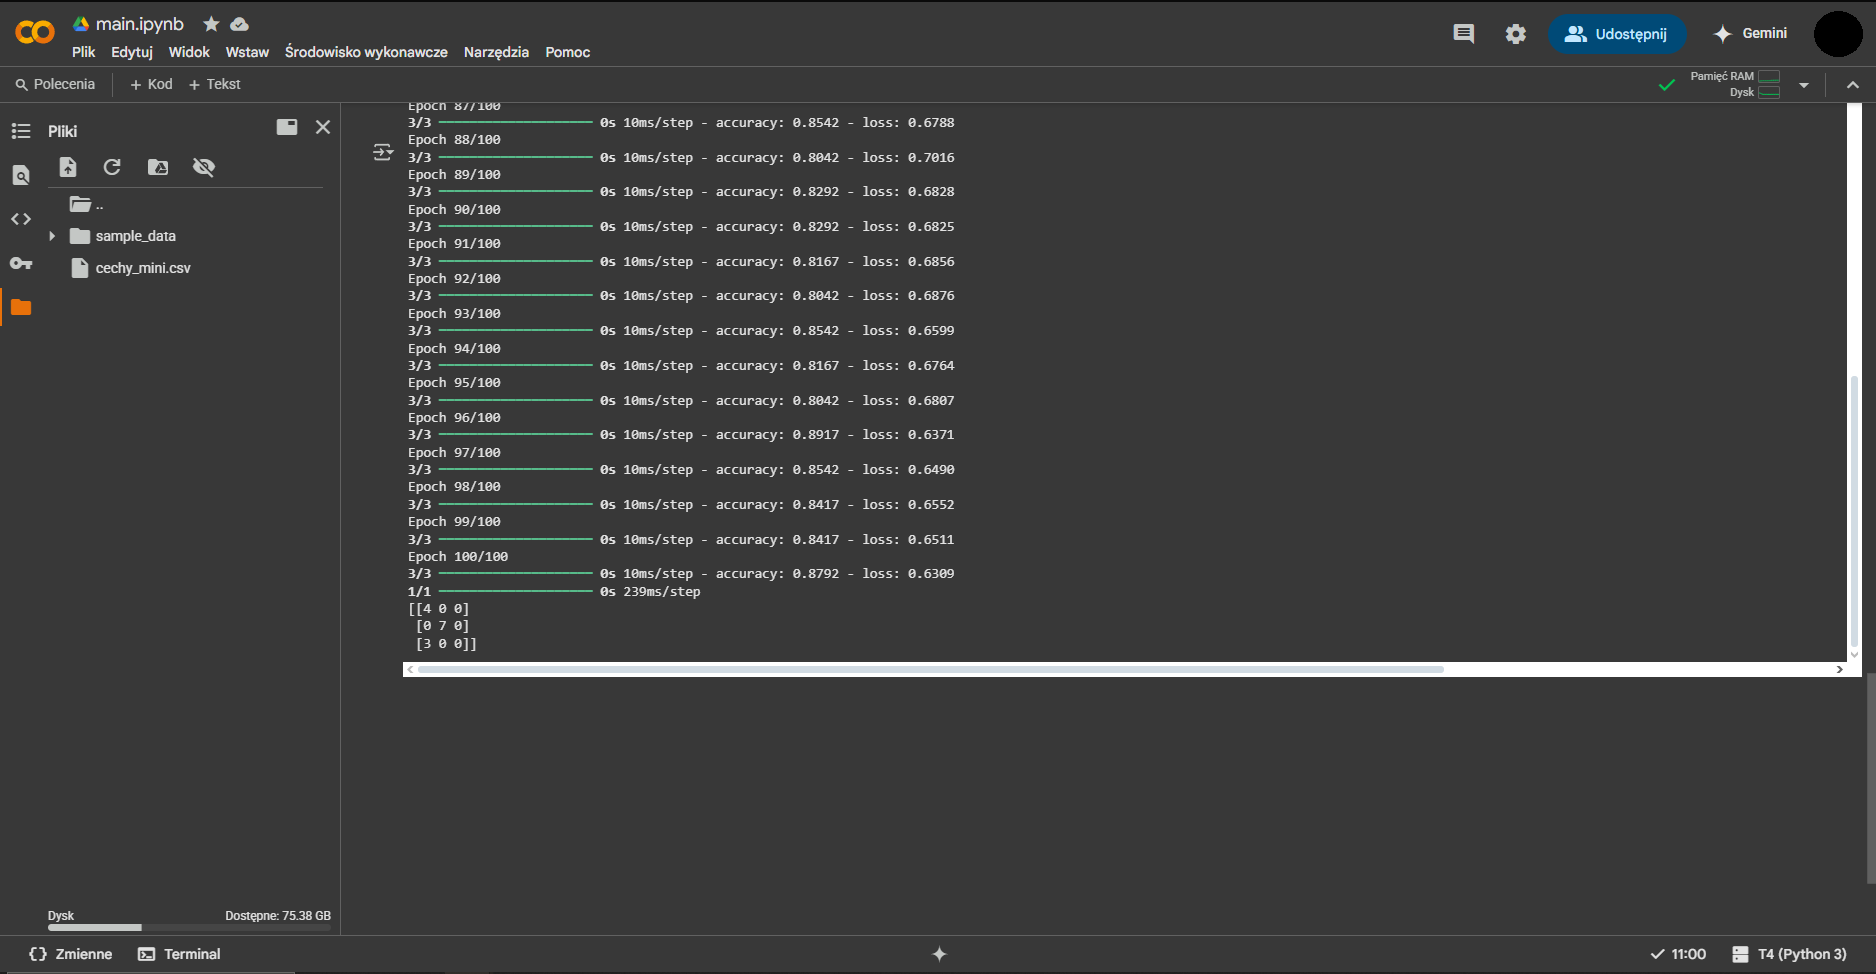 main.ipynb
Plik Edytuj Widok Wstaw Środowisko wykonawcze Narzędzia Pomoc
Udostępnij
Gemini
Polecenia + Kod + Tekst
Pamięć RAM
Dysk
Pliki
..
sample_data
cechy_mini.csv
Epoch 87/100
3/3 0s 10ms/step - accuracy: 0.8542 - loss: 0.6788
Epoch 88/100
3/3 0s 10ms/step - accuracy: 0.8042 - loss: 0.7016
Epoch 89/100
3/3 0s 10ms/step - accuracy: 0.8292 - loss: 0.6828
Epoch 90/100
3/3 0s 10ms/step - accuracy: 0.8292 - loss: 0.6825
Epoch 91/100
3/3 0s 10ms/step - accuracy: 0.8167 - loss: 0.6856
Epoch 92/100
3/3 0s 10ms/step - accuracy: 0.8042 - loss: 0.6876
Epoch 93/100
3/3 0s 10ms/step - accuracy: 0.8542 - loss: 0.6599
Epoch 94/100
3/3 0s 10ms/step - accuracy: 0.8167 - loss: 0.6764
Epoch 95/100
3/3 0s 10ms/step - accuracy: 0.8042 - loss: 0.6807
Epoch 96/100
3/3 0s 10ms/step - accuracy: 0.8917 - loss: 0.6371
Epoch 97/100
3/3 0s 10ms/step - accuracy: 0.8542 - loss: 0.6490
Epoch 98/100
3/3 0s 10ms/step - accuracy: 0.8417 - loss: 0.6552
Epoch 99/100
3/3 0s 10ms/step - accuracy: 0.8417 - loss: 0.6511
Epoch 100/100
3/3 0s 10ms/step - accuracy: 0.8792 - loss: 0.6309
1/1 0s 239ms/step
[[4 0 0]
[0 7 0]
[3 0 0]]
Dysk Dostępne: 75.38 GB
Zmienne Terminal
11:00
T4 (Python 3)